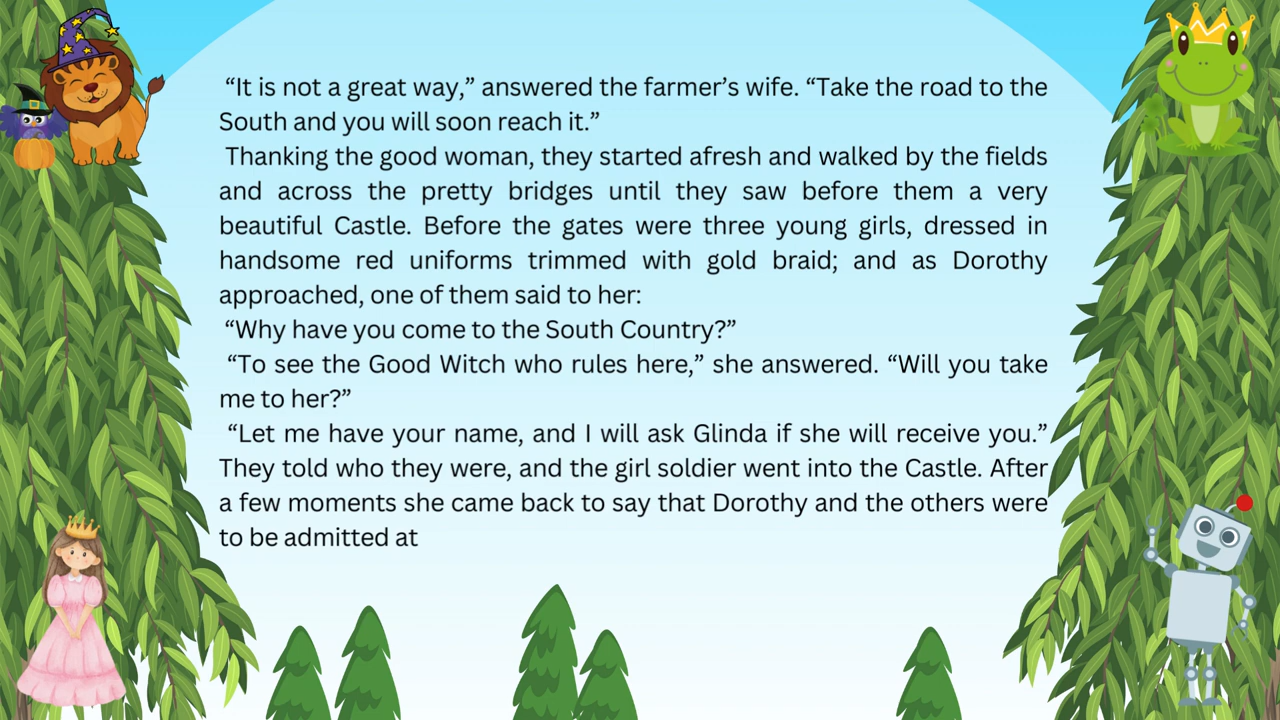 “It is not a great way,” answered the farmer’s wife. “Take the road to the
South and you will soon reach it.”
Thanking the good woman, they started afresh and walked by the fields
and across the pretty bridges until they saw before them a very
beautiful Castle. Before the gates were three young girls, dressed in
handsome red uniforms trimmed with gold braid; and as Dorothy
approached, one of them said to her:
“Why have you come to the South Country?”
“To see the Good Witch who rules here,” she answered. “Will you take
me to her?”
“Let me have your name, and I will ask Glinda if she will receive you.”
They told who they were, and the girl soldier went into the Castle. After
a few moments she came back to say that Dorothy and the others were
to be admitted at